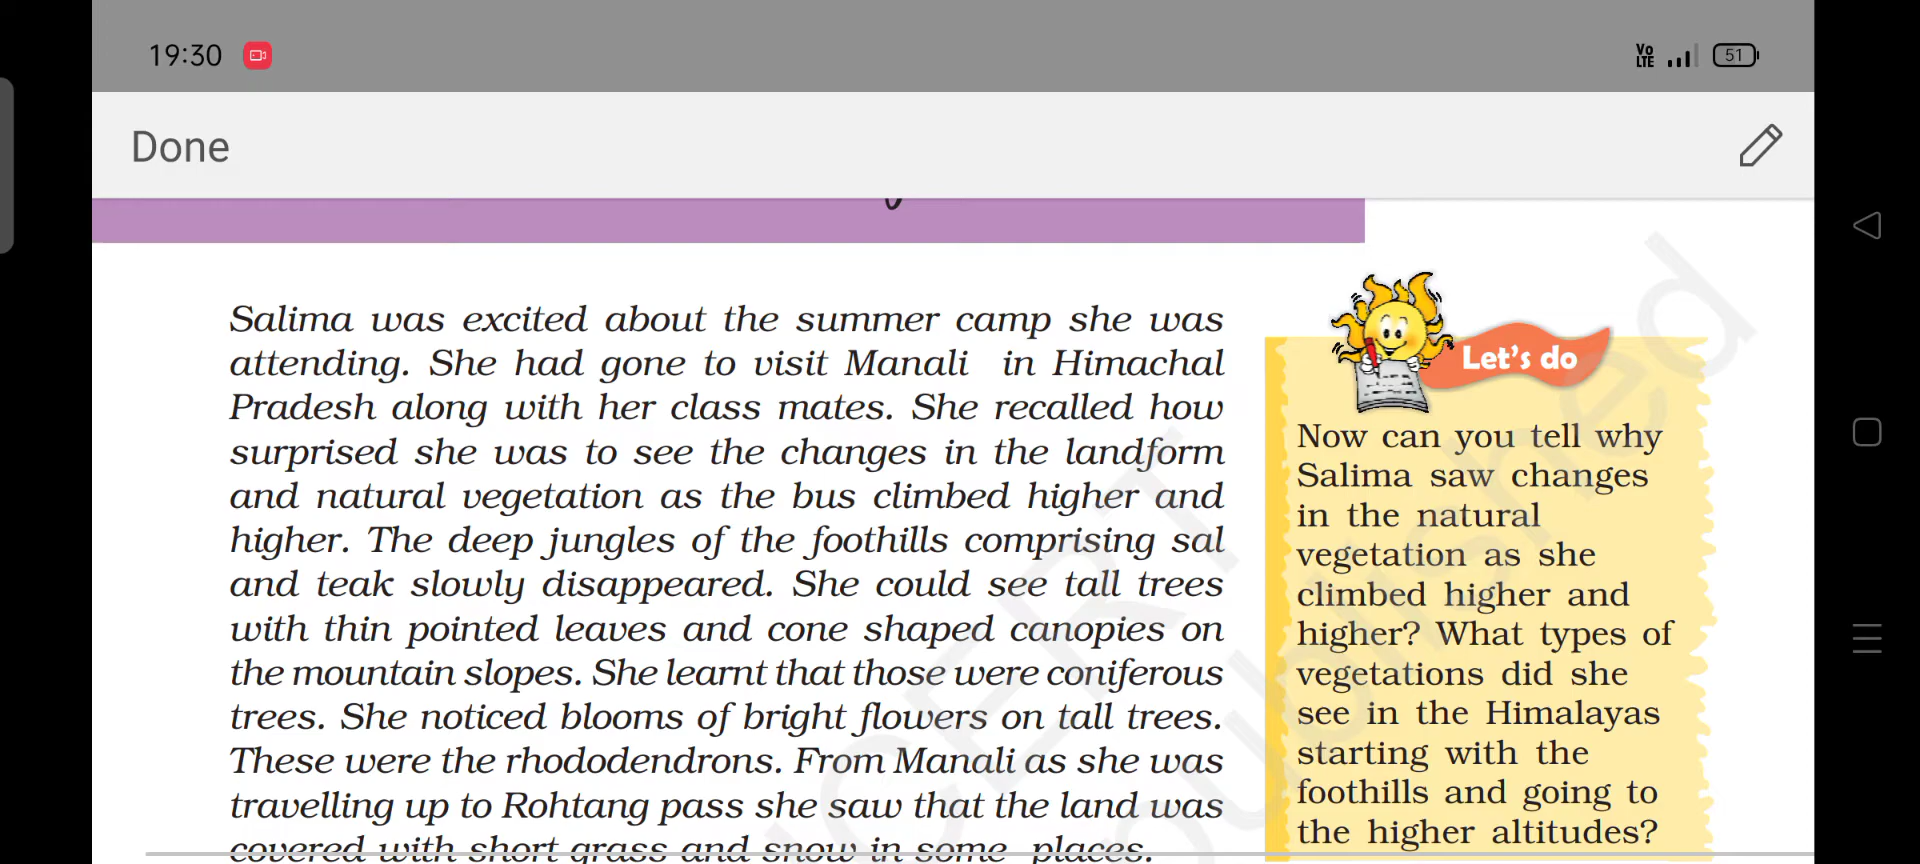 19:30
Vo
LTE
51
Done
Salima was excited about the summer camp she was
attending. She had gone to visit Manali in Himachal
Pradesh along with her class mates. She recalled how
surprised she was to see the changes in the landform
and natural vegetation as the bus climbed higher and
higher. The deep jungles of the foothills comprising sal
and teak slowly disappeared. She could see tall trees
with thin pointed leaves and cone shaped canopies on
the mountain slopes. She learnt that those were coniferous
trees. She noticed blooms of bright flowers on tall trees.
These were the rhododendrons. From Manali as she was
travelling up to Rohtang pass she saw that the land was
covered with short grass and snow in some places.
Let's do
Now can you tell why
Salima saw changes
in the natural
vegetation as she
climbed higher and
higher? What types of
vegetations did she
see in the Himalayas
starting with the
foothills and going to
the higher altitudes?